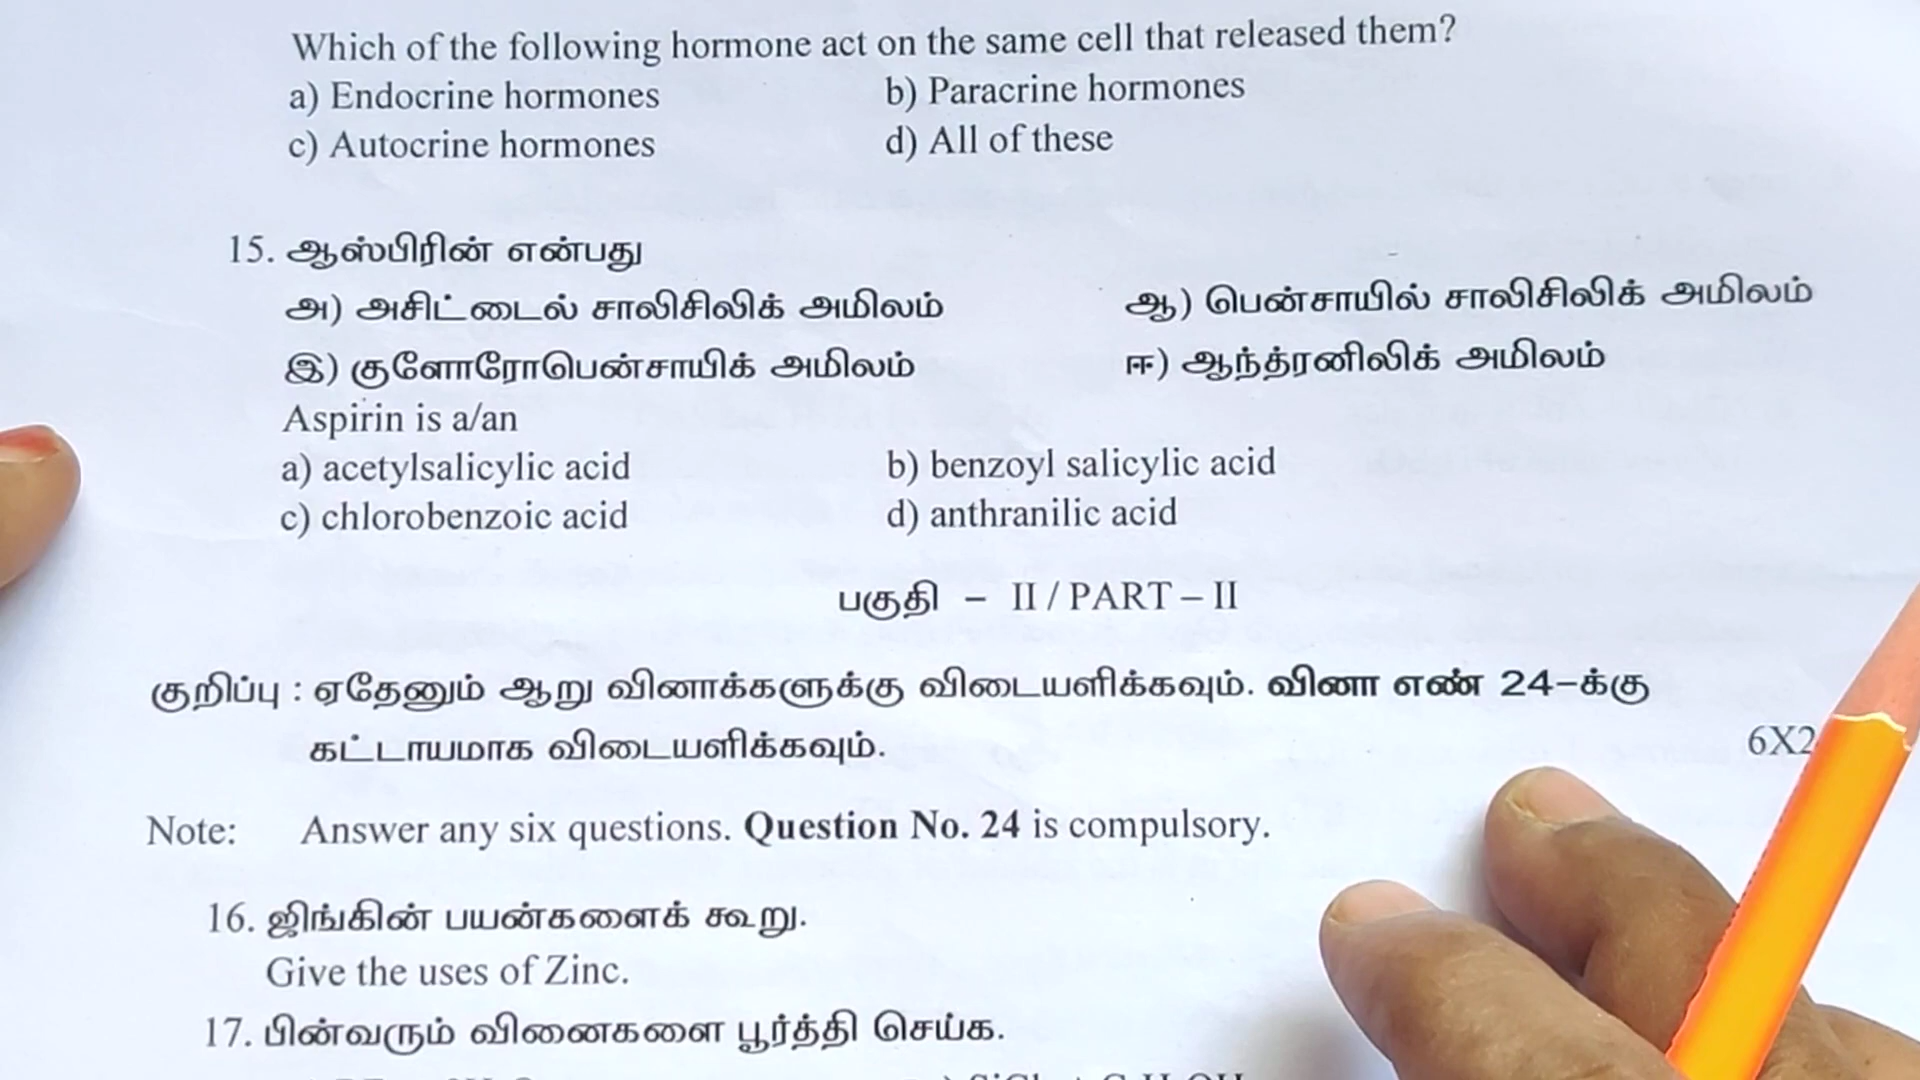 Which of the following hormone act on the same cell that released them?
a) Endocrine hormones b) Paracrine hormones
c) Autocrine hormones d) All of these
15. ஆஸ்பிரின் என்பது
அ) அசிட்டைல் சாலிசிலிக் அமிலம் ஆ) பென்சாயில் சாலிசிலிக் அமிலம்
இ) குளோரோபென்சாயிக் அமிலம் ஈ) ஆந்த்ரனிலிக் அமிலம்
Aspirin is a/an
a) acetylsalicylic acid b) benzoyl salicylic acid
c) chlorobenzoic acid d) anthranilic acid
பகுதி – II / PART – II
குறிப்பு : ஏதேனும் ஆறு வினாக்களுக்கு விடையளிக்கவும். வினா எண் 24-க்கு
கட்டாயமாக விடையளிக்கவும். 6X2
Note: Answer any six questions. Question No. 24 is compulsory.
16. ஜிங்கின் பயன்களைக் கூறு.
Give the uses of Zinc.
17. பின்வரும் வினைகளை பூர்த்தி செய்க.